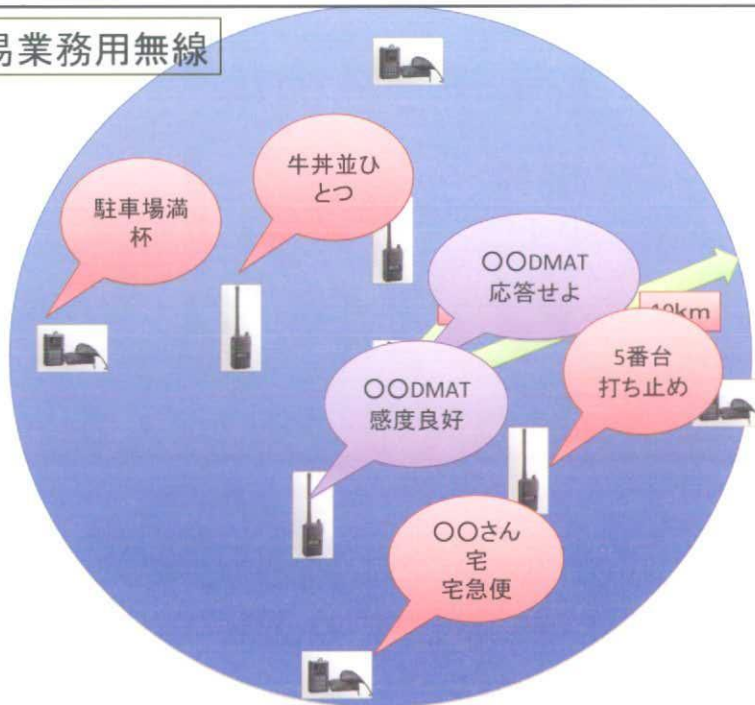 易業務用無線
牛丼並ひ
とつ
駐車場満
杯
〇〇DMAT
応答せよ
10km
5番台
打ち止め
〇〇DMAT
感度良好
〇〇さん
宅
宅急便